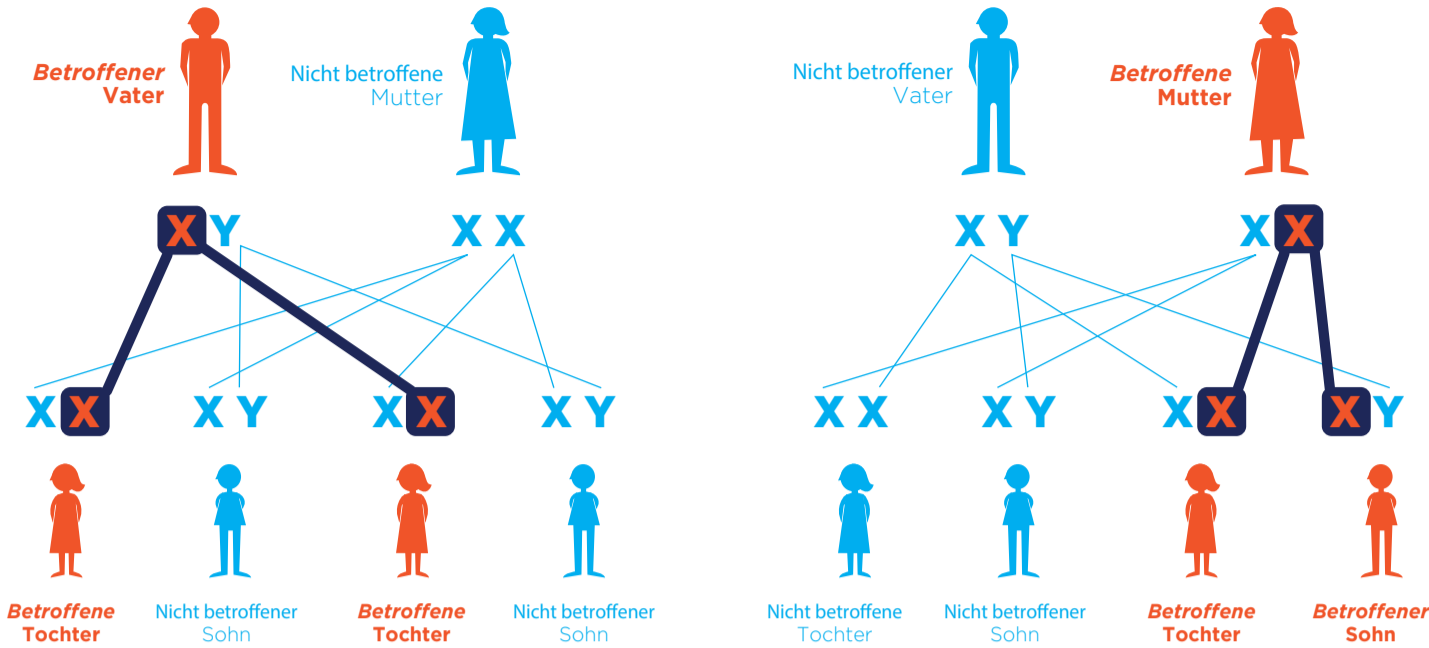 Betroffener
Vater
Nicht betroffene
Mutter
Nicht betroffener
Vater
Betroffene
Mutter
X Y
X X
X Y
X X
X X
X Y
X X
X Y
X X
X Y
X X
X Y
Betroffene
Tochter
Nicht betroffener
Sohn
Betroffene
Tochter
Nicht betroffener
Sohn
Nicht betroffene
Tochter
Nicht betroffener
Sohn
Betroffene
Tochter
Betroffener
Sohn